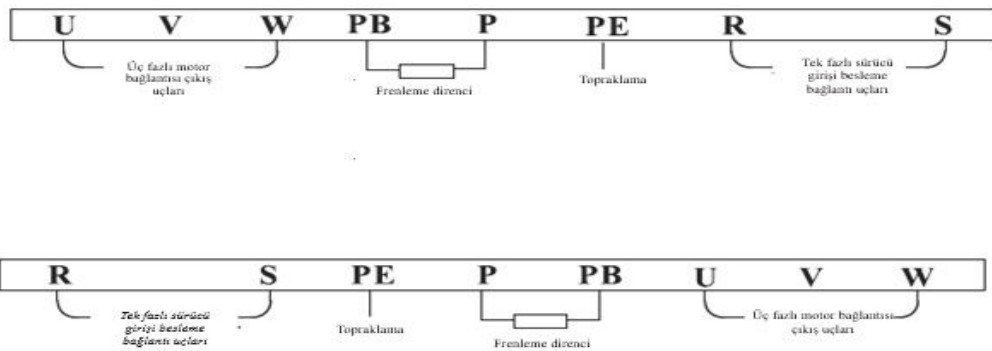 U V W PB P PE R S
Üç fazlı motor
bağlantısı çıkış
uçları
Frenleme direnci
Topraklama
Tek fazlı sürücü
girişi besleme
bağlantı uçları
R S PE P PB U V W
Tek fazlı sürücü
girişi besleme
bağlantı uçları
Topraklama
Frenleme direnci
Üç fazlı motor bağlantısı
çıkış uçları